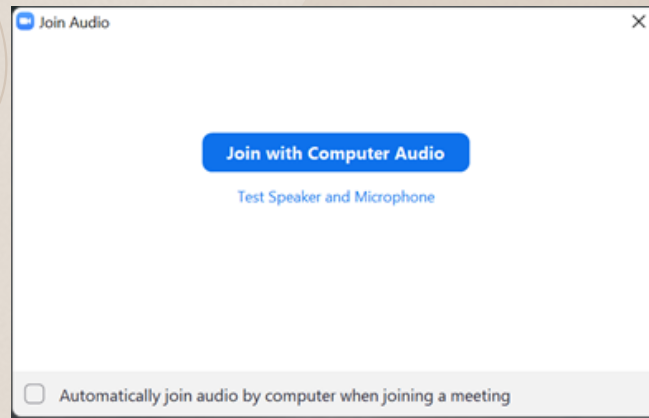 Join Audio
Join with Computer Audio
Test Speaker and Microphone
Automatically join audio by computer when joining a meeting